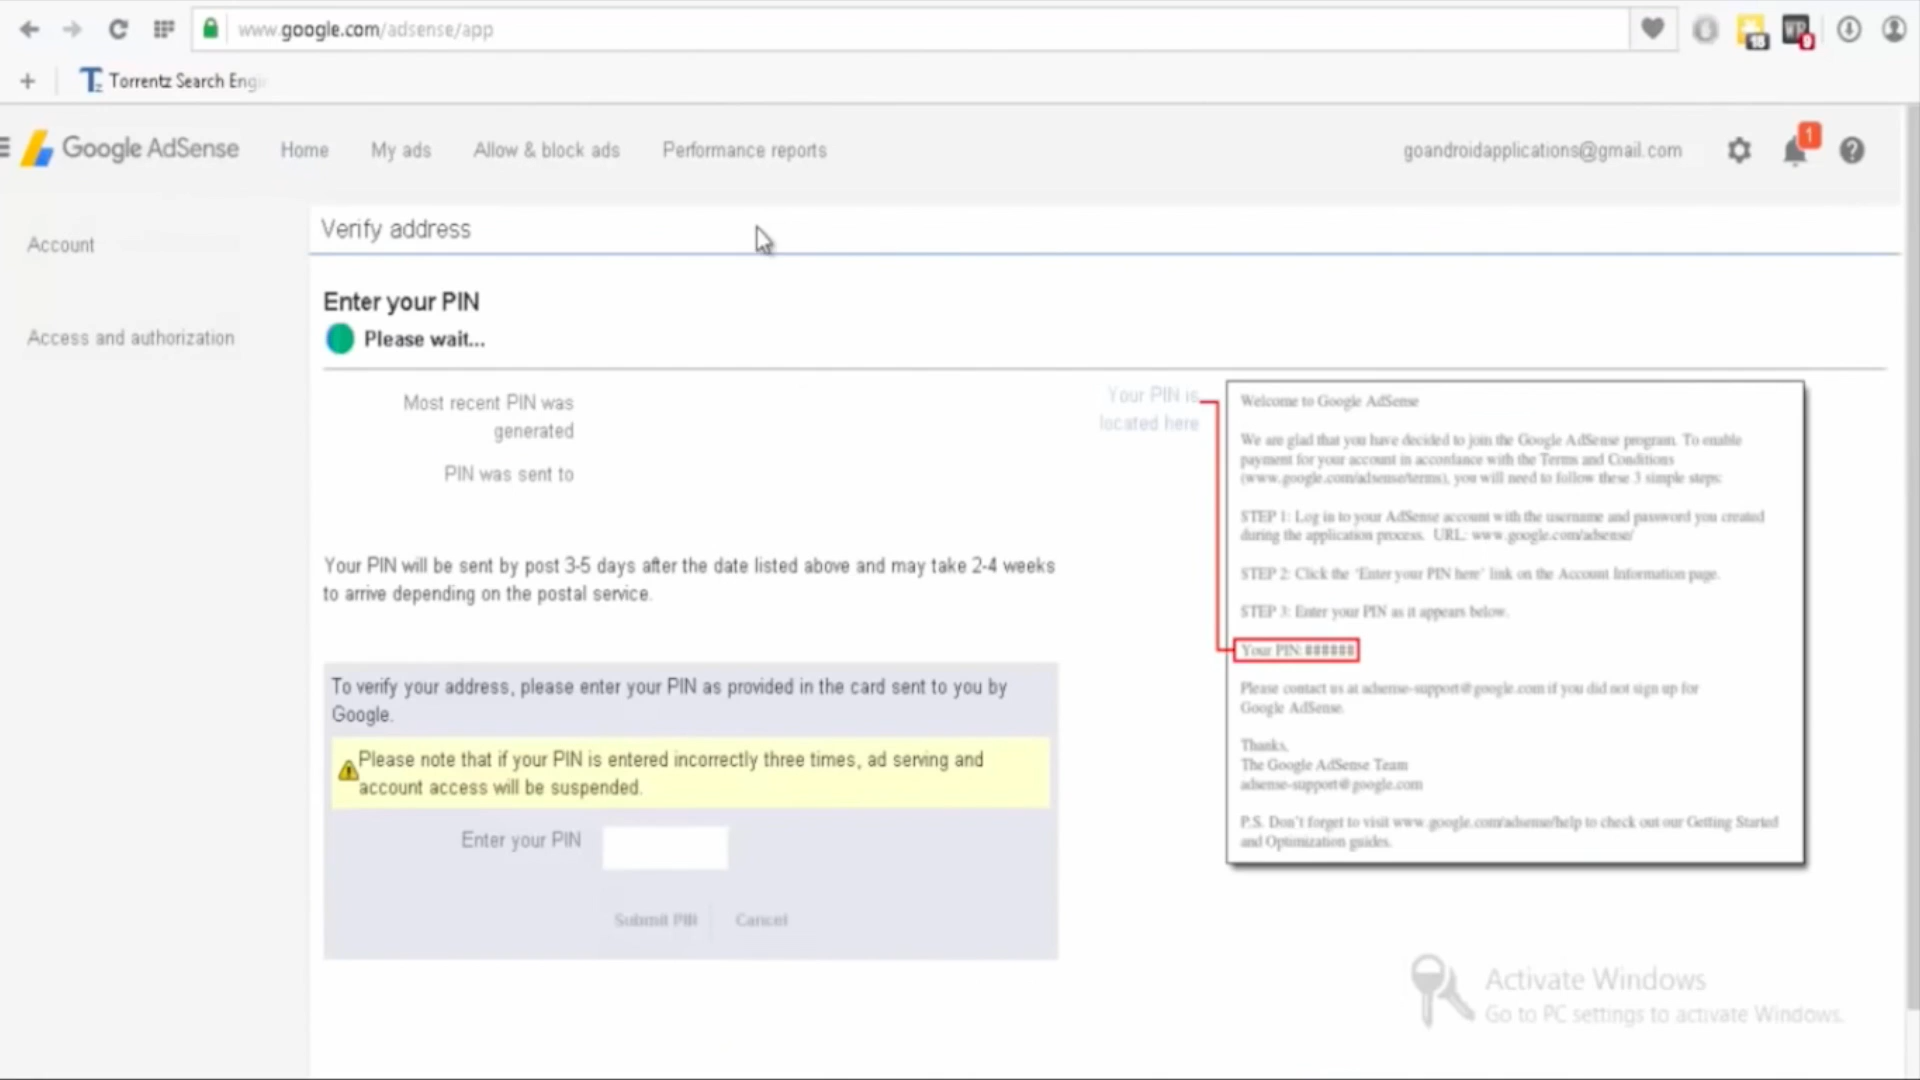 www.google.com/adsense/app
18
Torrentz Search Engi
Google AdSense
Home
My ads
Allow & block ads
Performance reports
goandroidapplications@gmail.com
1
Account
Access and authorization
Verify address
Enter your PIN
Please wait...
Most recent PIN was
generated
PIN was sent to
Your PIN will be sent by post 3-5 days after the date listed above and may take 2-4 weeks
to arrive depending on the postal service.
To verify your address, please enter your PIN as provided in the card sent to you by
Google.
Please note that if your PIN is entered incorrectly three times, ad serving and
account access will be suspended.
Enter your PIN
Submit PIN
Cancel
Your PIN is
located here
Welcome to Google AdSense
We are glad that you have decided to join the Google AdSense program. To enable
payment for your account in accordance with the Terms and Conditions
(www.google.com/adsense/terms), you will need to follow these 3 simple steps:
STEP 1: Log in to your AdSense account with the username and password you created
during the application process. URL: www.google.com/adsense/
STEP 2: Click the 'Enter your PIN here' link on the Account Information page.
STEP 3: Enter your PIN as it appears below.
Your PIN: ######
Please contact us at adsense-support@google.com if you did not sign up for
Google AdSense.
Thanks,
The Google AdSense Team
adsense-support@google.com
P.S. Don't forget to visit www.google.com/adsense/help to check out our Getting Started
and Optimization guides.
Activate Windows
Go to PC settings to activate Windows.